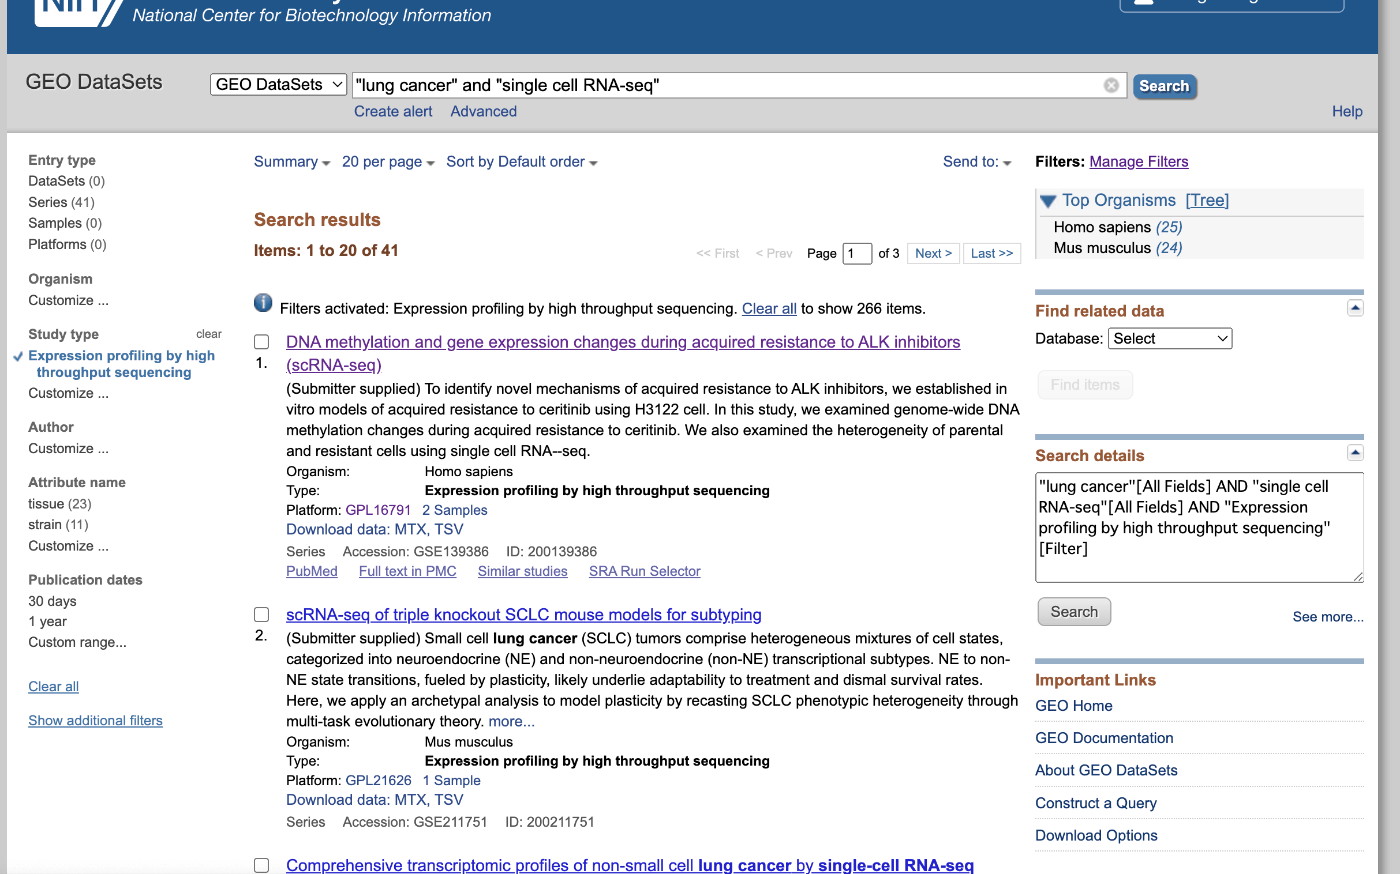 NIH
National Center for Biotechnology Information
GEO DataSets
GEO DataSets
"lung cancer" and "single cell RNA-seq"
Search
Create alert Advanced
Help
Entry type
DataSets (0)
Series (41)
Samples (0)
Platforms (0)
Organism
Customize ...
Study type clear
Expression profiling by high
throughput sequencing
Customize ...
Author
Customize ...
Attribute name
tissue (23)
strain (11)
Customize ...
Publication dates
30 days
1 year
Custom range...
Clear all
Show additional filters
Summary 20 per page Sort by Default order
Send to:
Search results
Items: 1 to 20 of 41
<< First < Prev Page 1 of 3 Next > Last >>
Filters activated: Expression profiling by high throughput sequencing. Clear all to show 266 items.
DNA methylation and gene expression changes during acquired resistance to ALK inhibitors
1. (scRNA-seq)
(Submitter supplied) To identify novel mechanisms of acquired resistance to ALK inhibitors, we established in
vitro models of acquired resistance to ceritinib using H3122 cell. In this study, we examined genome-wide DNA
methylation changes during acquired resistance to ceritinib. We also examined the heterogeneity of parental
and resistant cells using single cell RNA--seq.
Organism: Homo sapiens
Type: Expression profiling by high throughput sequencing
Platform: GPL16791 2 Samples
Download data: MTX, TSV
Series Accession: GSE139386 ID: 200139386
PubMed Full text in PMC Similar studies SRA Run Selector
scRNA-seq of triple knockout SCLC mouse models for subtyping
2. (Submitter supplied) Small cell lung cancer (SCLC) tumors comprise heterogeneous mixtures of cell states,
categorized into neuroendocrine (NE) and non-neuroendocrine (non-NE) transcriptional subtypes. NE to non-
NE state transitions, fueled by plasticity, likely underlie adaptability to treatment and dismal survival rates.
Here, we apply an archetypal analysis to model plasticity by recasting SCLC phenotypic heterogeneity through
multi-task evolutionary theory. more...
Organism: Mus musculus
Type: Expression profiling by high throughput sequencing
Platform: GPL21626 1 Sample
Download data: MTX, TSV
Series Accession: GSE211751 ID: 200211751
Comprehensive transcriptomic profiles of non-small cell lung cancer by single-cell RNA-seq
Filters: Manage Filters
Top Organisms [Tree]
Homo sapiens (25)
Mus musculus (24)
Find related data
Database: Select
Find items
Search details
"lung cancer"[All Fields] AND "single cell
RNA-seq"[All Fields] AND "Expression
profiling by high throughput sequencing"
[Filter]
Search
See more...
Important Links
GEO Home
GEO Documentation
About GEO DataSets
Construct a Query
Download Options